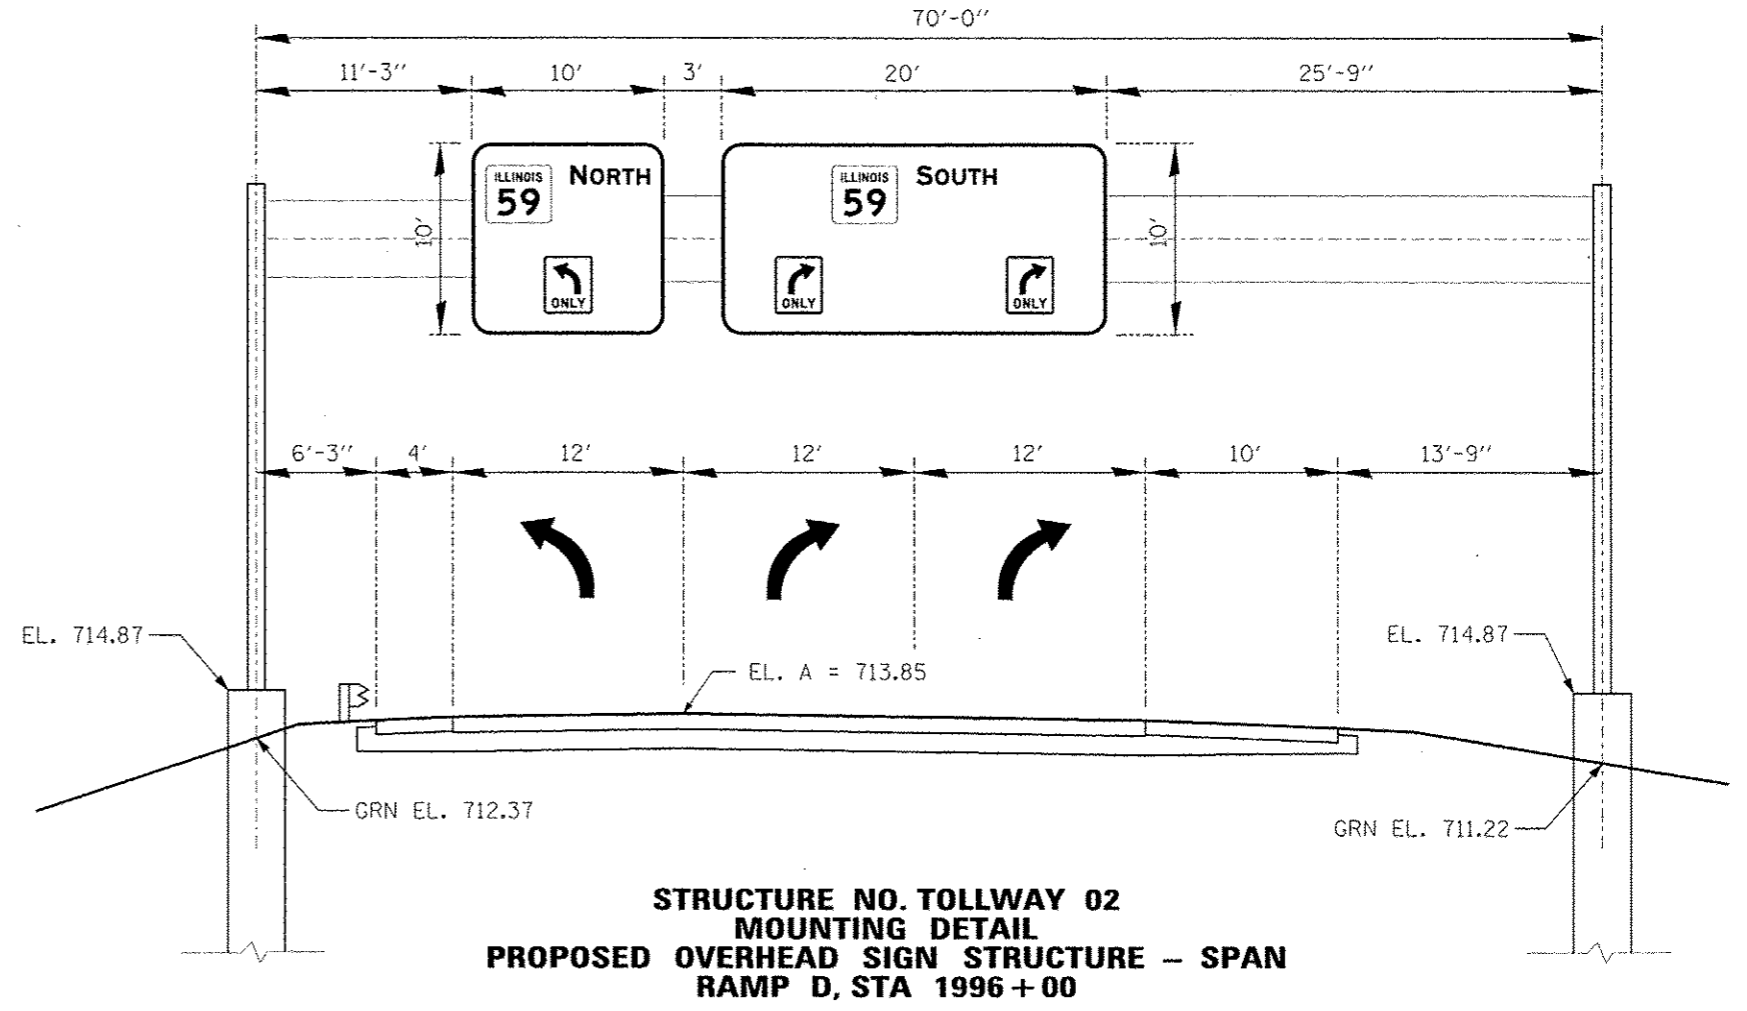 70'-0"
11'-3" 10' 3' 20' 25'-9"
ILLINOIS
59
NORTH
ONLY
ILLINOIS
59
SOUTH
ONLY
ONLY
10'
10'
6'-3" 4' 12' 12' 12' 10' 13'-9"
EL. 714.87
EL. 714.87
EL. A = 713.85
GRN EL. 712.37
GRN EL. 711.22
STRUCTURE NO. TOLLWAY 02
MOUNTING DETAIL
PROPOSED OVERHEAD SIGN STRUCTURE – SPAN
RAMP D, STA 1996+00